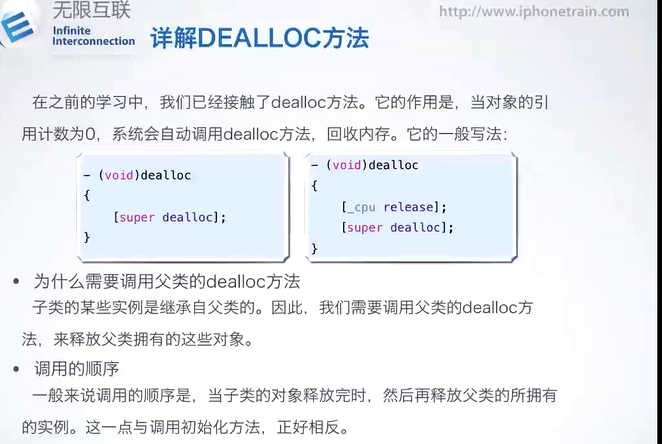 无限互联
Infinite
Interconnection
http://www.iphonetrain.com
详解DEALLOC方法
在之前的学习中，我们已经接触了dealloc方法。它的作用是，当对象的引
用计数为0，系统会自动调用dealloc方法，回收内存。它的一般写法：
- (void)dealloc
{
[super dealloc];
}
- (void)dealloc
{
[_cpu release];
[super dealloc];
}
• 为什么需要调用父类的dealloc方法
子类的某些实例是继承自父类的。因此，我们需要调用父类的dealloc方
法，来释放父类拥有的这些对象。
• 调用的顺序
一般来说调用的顺序是，当子类的对象释放完时，然后再释放父类的所拥有
的实例。这一点与调用初始化方法，正好相反。